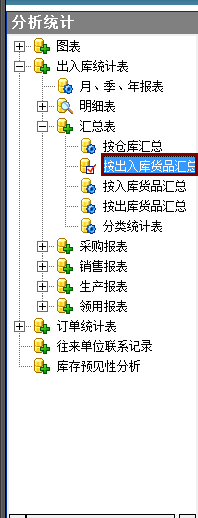 分析统计
图表
出入库统计表
月、季、年报表
明细表
汇总表
按仓库汇总
按出入库货品汇总
按入库货品汇总
按出库货品汇总
分类统计表
采购报表
销售报表
生产报表
领用报表
订单统计表
往来单位联系记录
库存预见性分析